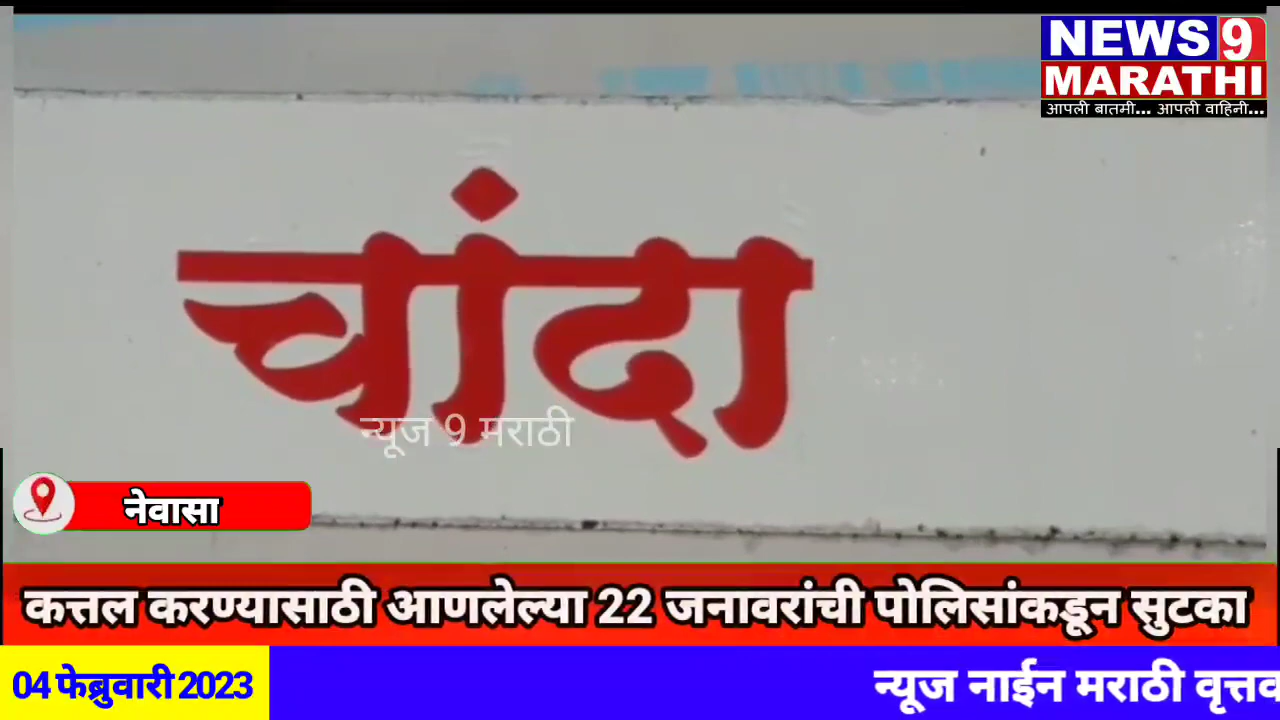 NEWS 9
MARATHI
आपली बातमी... आपली वाहिनी...
चांदा
न्यूज 9 मराठी
नेवासा
कत्तल करण्यासाठी आणलेल्या 22 जनावरांची पोलिसांकडून सुटका
04 फेब्रुवारी 2023
न्यूज नाईन मराठी